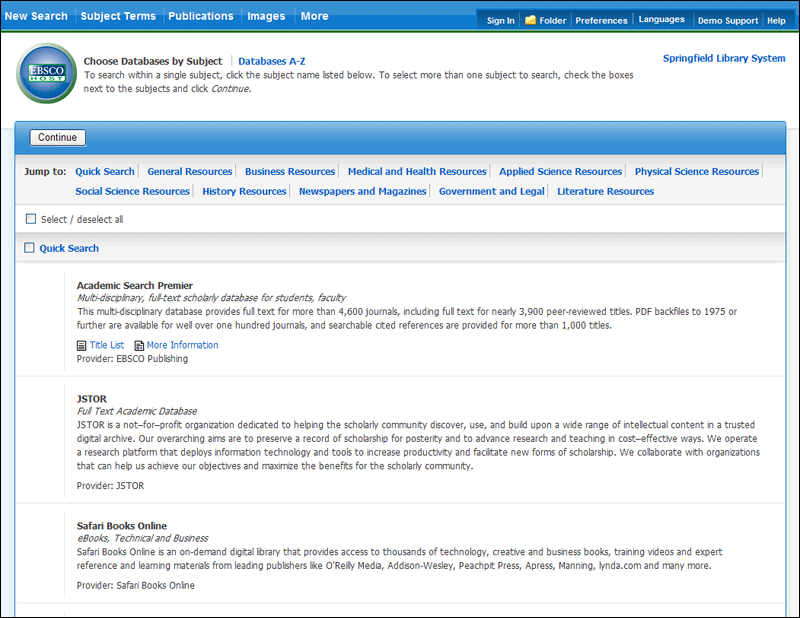 New Search Subject Terms Publications Images More
Sign In Folder Preferences Languages Demo Support Help
EBSCO
HOST
Choose Databases by Subject Databases A-Z
Springfield Library System
To search within a single subject, click the subject name listed below. To select more than one subject to search, check the boxes
next to the subjects and click Continue.
Continue
Jump to: Quick Search General Resources Business Resources Medical and Health Resources Applied Science Resources Physical Science Resources
Social Science Resources History Resources Newspapers and Magazines Government and Legal Literature Resources
Select / deselect all
Quick Search
Academic Search Premier
Multi-disciplinary, full-text scholarly database for students, faculty
This multi-disciplinary database provides full text for more than 4,600 journals, including full text for nearly 3,900 peer-reviewed titles. PDF backfiles to 1975 or
further are available for well over one hundred journals, and searchable cited references are provided for more than 1,000 titles.
Title List More Information
Provider: EBSCO Publishing
JSTOR
Full Text Academic Database
JSTOR is a not–for–profit organization dedicated to helping the scholarly community discover, use, and build upon a wide range of intellectual content in a trusted
digital archive. Our overarching aims are to preserve a record of scholarship for posterity and to advance research and teaching in cost–effective ways. We operate
a research platform that deploys information technology and tools to increase productivity and facilitate new forms of scholarship. We collaborate with organizations
that can help us achieve our objectives and maximize the benefits for the scholarly community.
Provider: JSTOR
Safari Books Online
eBooks, Technical and Business
Safari Books Online is an on-demand digital library that provides access to thousands of technology, creative and business books, training videos and expert
reference and learning materials from leading publishers like O'Reilly Media, Addison-Wesley, Peachpit Press, Apress, Manning, lynda.com and many more.
Provider: Safari Books Online